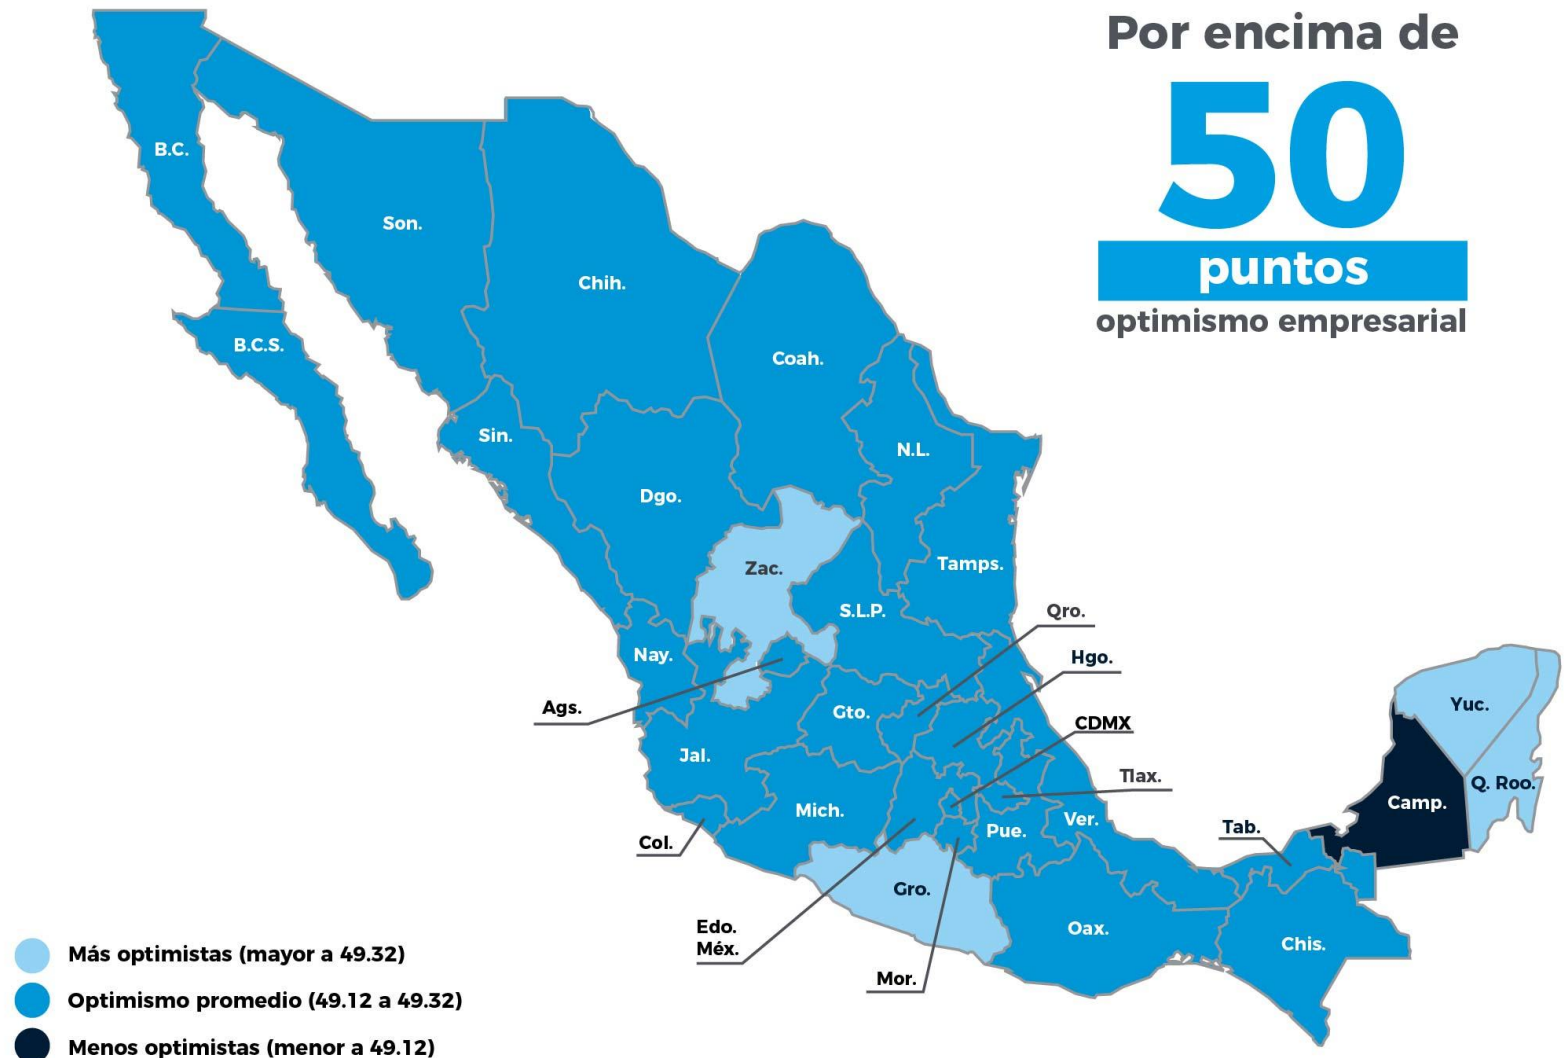 Por encima de
50
puntos
optimismo empresarial
B.C.
Son.
Chih.
B.C.S.
Coah.
Sin.
N.L.
Dgo.
Zac.
Tamps.
S.L.P.
Qro.
Nay.
Hgo.
Ags.
Gto.
CDMX
Yuc.
Jal.
Tlax.
Q. Roo.
Mich.
Camp.
Pue.
Ver.
Tab.
Col.
Gro.
Edo.
Méx.
Oax.
Chis.
Mor.
Más optimistas (mayor a 49.32)
Optimismo promedio (49.12 a 49.32)
Menos optimistas (menor a 49.12)